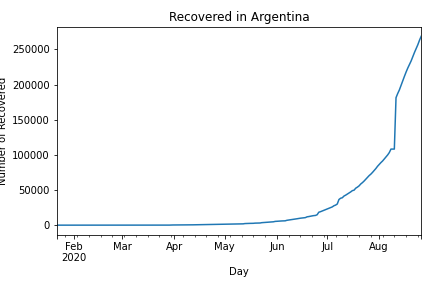 Recovered in Argentina
Number of Recovered
250000
200000
150000
100000
50000
0
Feb Mar Apr May Jun Jul Aug
2020
Day